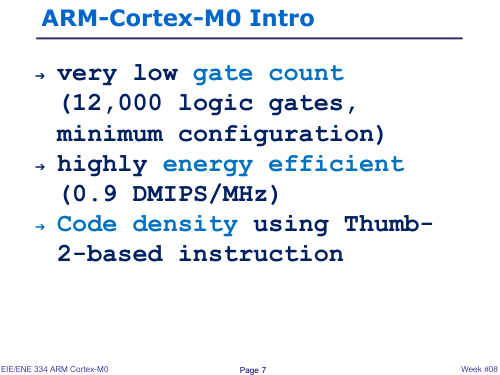 ARM-Cortex-M0 Intro
➔ very low gate count
(12,000 logic gates,
minimum configuration)
➔ highly energy efficient
(0.9 DMIPS/MHz)
➔ Code density using Thumb-
2-based instruction
EIE/ENE 334 ARM Cortex-M0 Page 7 Week #08